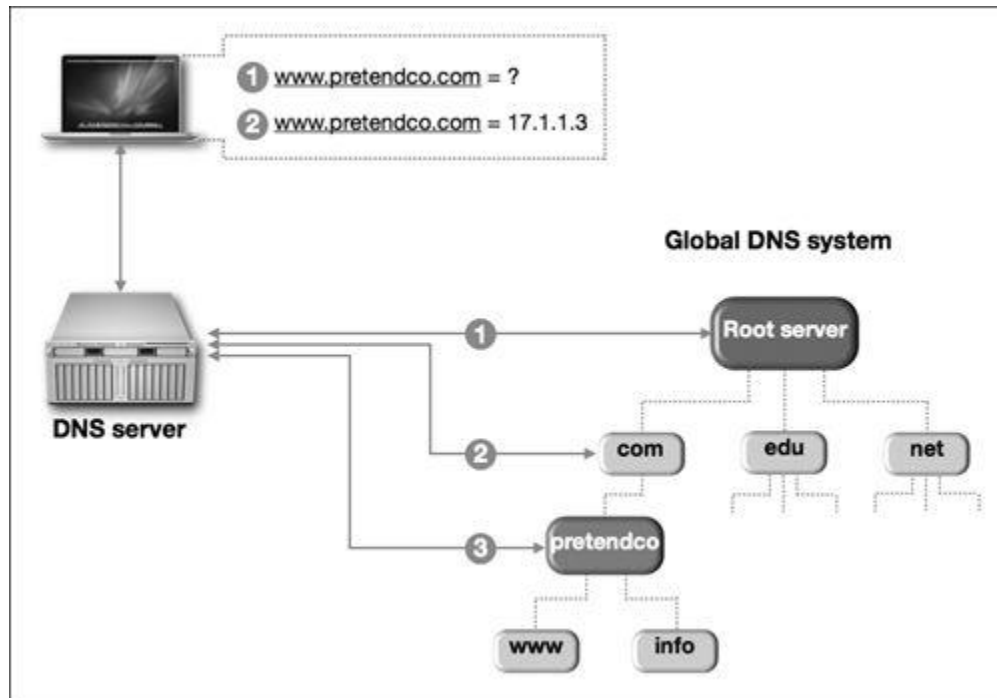 1 www.pretendco.com = ?
2 www.pretendco.com = 17.1.1.3
Global DNS system
1
Root server
DNS server
2
com
edu
net
3
pretendco
www
info